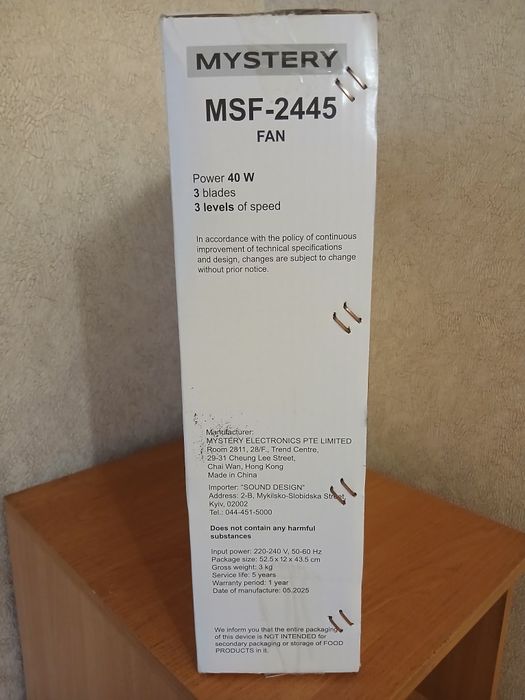 MYSTERY
MSF-2445
FAN
Power 40 W
3 blades
3 levels of speed
In accordance with the policy of continuous
improvement of technical specifications
and design, changes are subject to change
without prior notice.
Manufacturer:
MYSTERY ELECTRONICS PTE LIMITED
Room 2811, 28/F., Trend Centre,
29-31 Cheung Lee Street,
Chai Wan, Hong Kong
Made in China
Importer: "SOUND DESIGN"
Address: 2-B, Mykilsko-Slobidska Street,
Kyiv, 02002
Tel.: 044-451-5000
Does not contain any harmful
substances
Input power: 220-240 V, 50-60 Hz
Package size: 52.5 x 12 x 43.5 cm
Gross weight: 3 kg
Service life: 5 years
Warranty period: 1 year
Date of manufacture: 05.2025
We inform you that the entire packaging
of this device is NOT INTENDED for
secondary packaging or storage of FOOD
PRODUCTS in it.